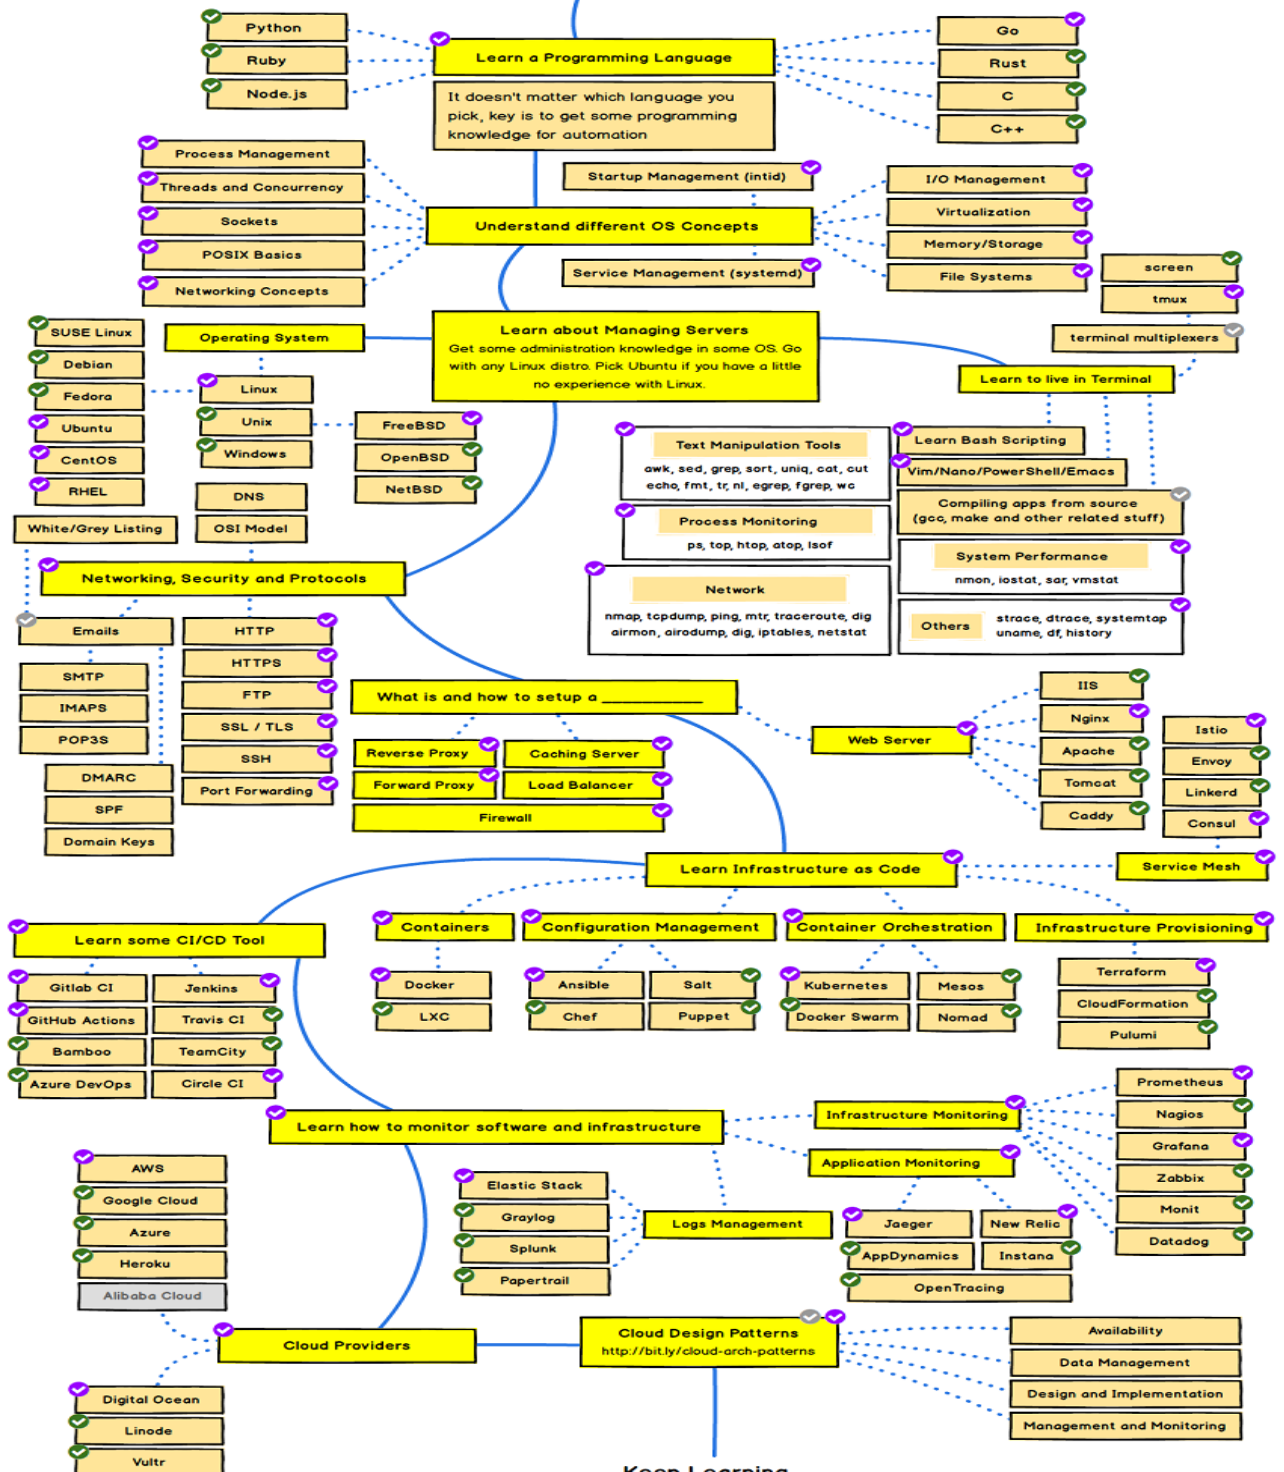 Python
Ruby
Node.js
Learn a Programming Language
It doesn't matter which language you
pick, key is to get some programming
knowledge for automation
Go
Rust
C
C++
Process Management
Threads and Concurrency
Sockets
POSIX Basics
Networking Concepts
Startup Management (intid)
Understand different OS Concepts
Service Management (systemd)
I/O Management
Virtualization
Memory/Storage
File Systems
screen
tmux
terminal multiplexers
Learn to live in Terminal
Operating System
Learn about Managing Servers
Get some administration knowledge in some OS. Go
with any Linux distro. Pick Ubuntu if you have a little
no experience with Linux.
SUSE Linux
Debian
Fedora
Ubuntu
CentOS
RHEL
Linux
Unix
Windows
FreeBSD
OpenBSD
NetBSD
Text Manipulation Tools
awk, sed, grep, sort, uniq, cat, cut
echo, fmt, tr, nl, egrep, fgrep, wc
Process Monitoring
ps, top, htop, atop, lsof
Network
nmap, tcpdump, ping, mtr, traceroute, dig
airmon, airodump, dig, iptables, netstat
Learn Bash Scripting
Vim/Nano/PowerShell/Emacs
Compiling apps from source
(gcc, make and other related stuff)
System Performance
nmon, iostat, sar, vmstat
Others
strace, dtrace, systemtap
uname, df, history
DNS
OSI Model
White/Grey Listing
Networking, Security and Protocols
Emails
SMTP
IMAPS
POP3S
DMARC
SPF
Domain Keys
HTTP
HTTPS
FTP
SSL / TLS
SSH
Port Forwarding
What is and how to setup a __________
Reverse Proxy
Caching Server
Forward Proxy
Load Balancer
Firewall
Web Server
IIS
Nginx
Apache
Tomcat
Caddy
Istio
Envoy
Linkerd
Consul
Service Mesh
Learn Infrastructure as Code
Containers
Configuration Management
Container Orchestration
Infrastructure Provisioning
Docker
LXC
Ansible
Salt
Chef
Puppet
Kubernetes
Mesos
Docker Swarm
Nomad
Terraform
CloudFormation
Pulumi
Learn some CI/CD Tool
Gitlab CI
Jenkins
GitHub Actions
Travis CI
Bamboo
TeamCity
Azure DevOps
Circle CI
Learn how to monitor software and infrastructure
Infrastructure Monitoring
Application Monitoring
Prometheus
Nagios
Grafana
Zabbix
Monit
Datadog
Jaeger
New Relic
AppDynamics
Instana
OpenTracing
Logs Management
Elastic Stack
Graylog
Splunk
Papertrail
AWS
Google Cloud
Azure
Heroku
Alibaba Cloud
Cloud Providers
Digital Ocean
Linode
Vultr
Cloud Design Patterns
http://bit.ly/cloud-arch-patterns
Availability
Data Management
Design and Implementation
Management and Monitoring
Keep Learning